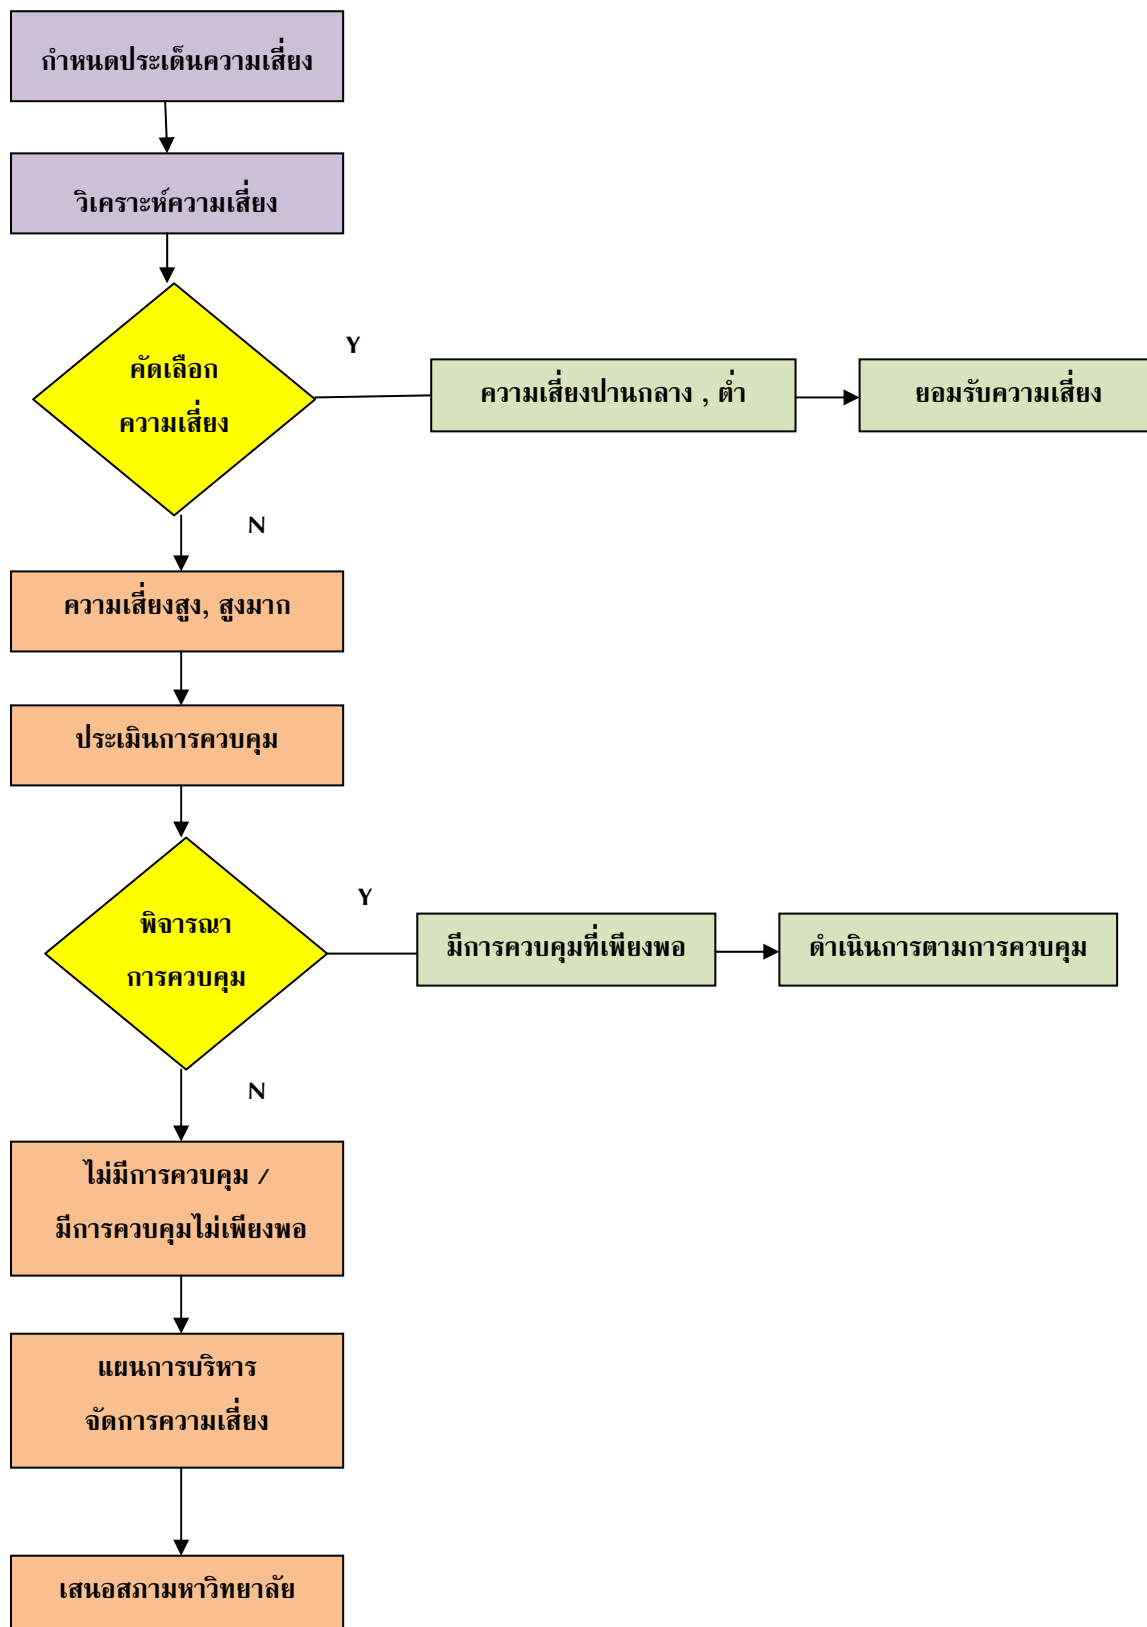 กำหนดประเด็นความเสี่ยง
วิเคราะห์ความเสี่ยง
คัดเลือก
ความเสี่ยง
Y
ความเสี่ยงปานกลาง , ต่ำ
ยอมรับความเสี่ยง
N
ความเสี่ยงสูง, สูงมาก
ประเมินการควบคุม
พิจารณา
การควบคุม
Y
มีการควบคุมที่เพียงพอ
ดำเนินการตามการควบคุม
N
ไม่มีการควบคุม /
มีการควบคุมไม่เพียงพอ
แผนการบริหาร
จัดการความเสี่ยง
เสนอสภามหาวิทยาลัย